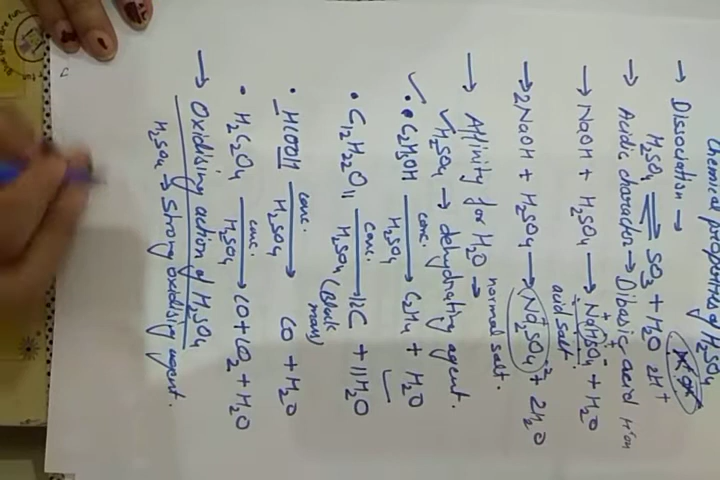 Chemical properties of H₂SO₄
→ Dissociation →
H₂SO₄ ⇌ SO₃ + H₂O
→ Acidic character → Dibasic acid 2H⁺ ion
→ NaOH + H₂SO₄ → NaHSO₄ + H₂O
acid salt.
→ 2NaOH + H₂SO₄ → Na₂SO₄ + 2H₂O
normal salt.
→ Affinity for H₂O →
✓ H₂SO₄ → dehydrating agent.
✓ • C₂H₅OH conc. H₂SO₄ → C₂H₄ + H₂O
• C₁₂H₂₂O₁₁ conc. H₂SO₄ → 12C + 11H₂O
(Black mass)
• HCOOH conc. H₂SO₄ → CO + H₂O
• H₂C₂O₄ conc. H₂SO₄ → CO + CO₂ + H₂O
→ Oxidising action of H₂SO₄
H₂SO₄ → Strong oxidising agent.